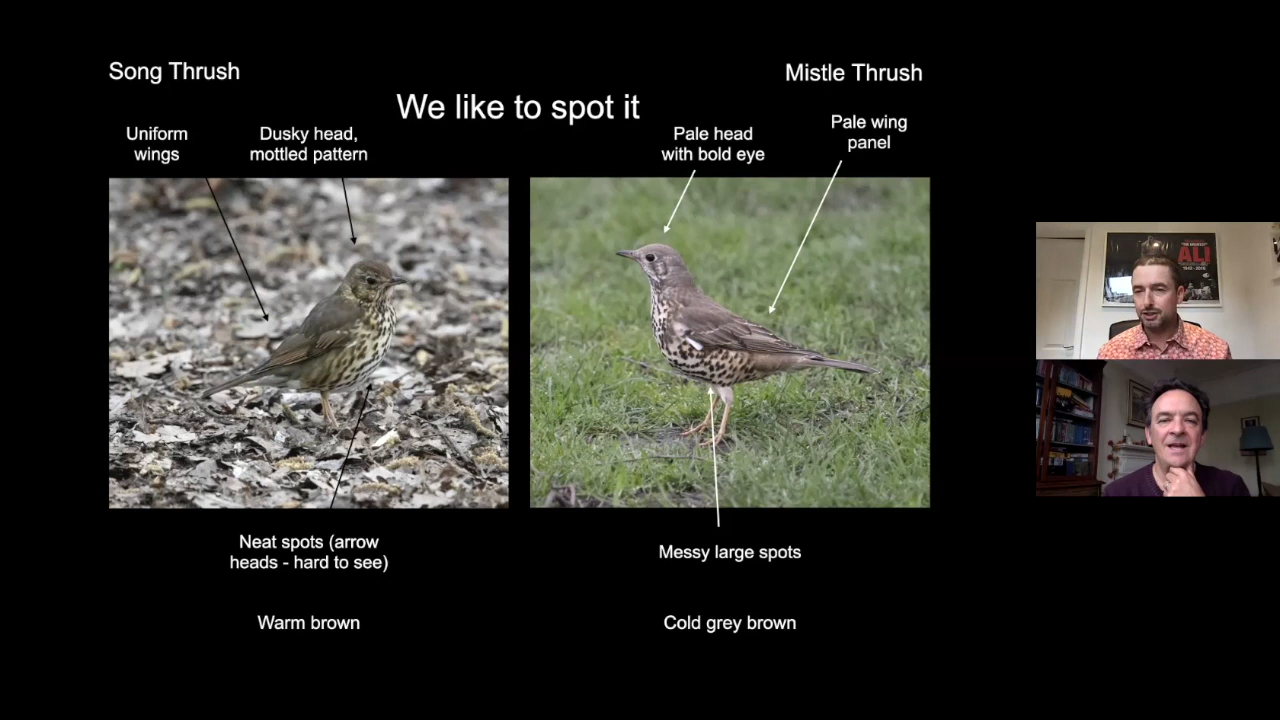 Song Thrush
Mistle Thrush
We like to spot it
Uniform
wings
Dusky head,
mottled pattern
Pale head
with bold eye
Pale wing
panel
Neat spots (arrow
heads - hard to see)
Messy large spots
Warm brown
Cold grey brown
ALI